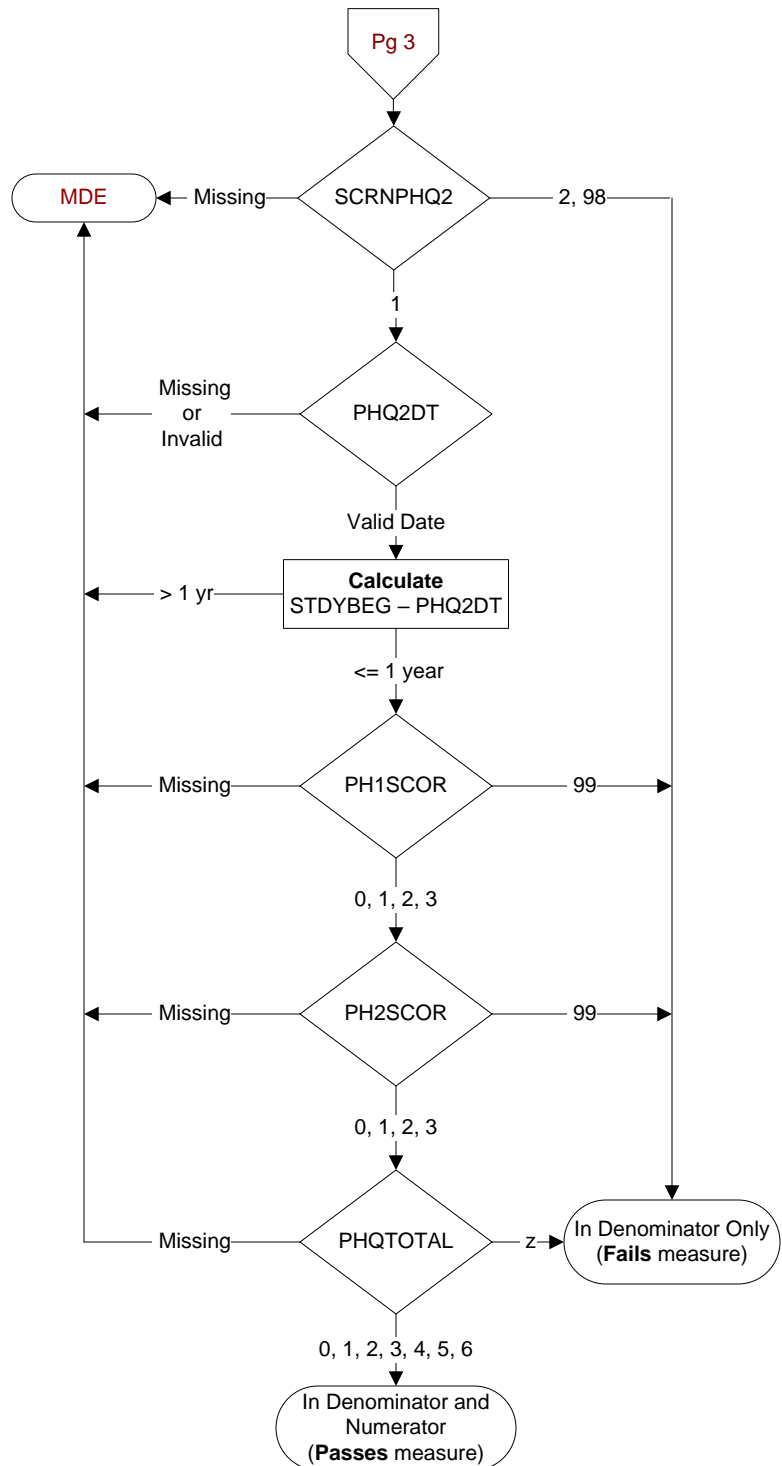 Pg 3
MDE
Missing
SCRNPHQ2
2, 98
1
Missing
or
Invalid
PHQ2DT
Valid Date
> 1 yr
Calculate
STDYBEG – PHQ2DT
<= 1 year
Missing
PH1SCOR
99
0, 1, 2, 3
Missing
PH2SCOR
99
0, 1, 2, 3
Missing
PHQTOTAL
z
In Denominator Only
(Fails measure)
0, 1, 2, 3, 4, 5, 6
In Denominator and
Numerator
(Passes measure)